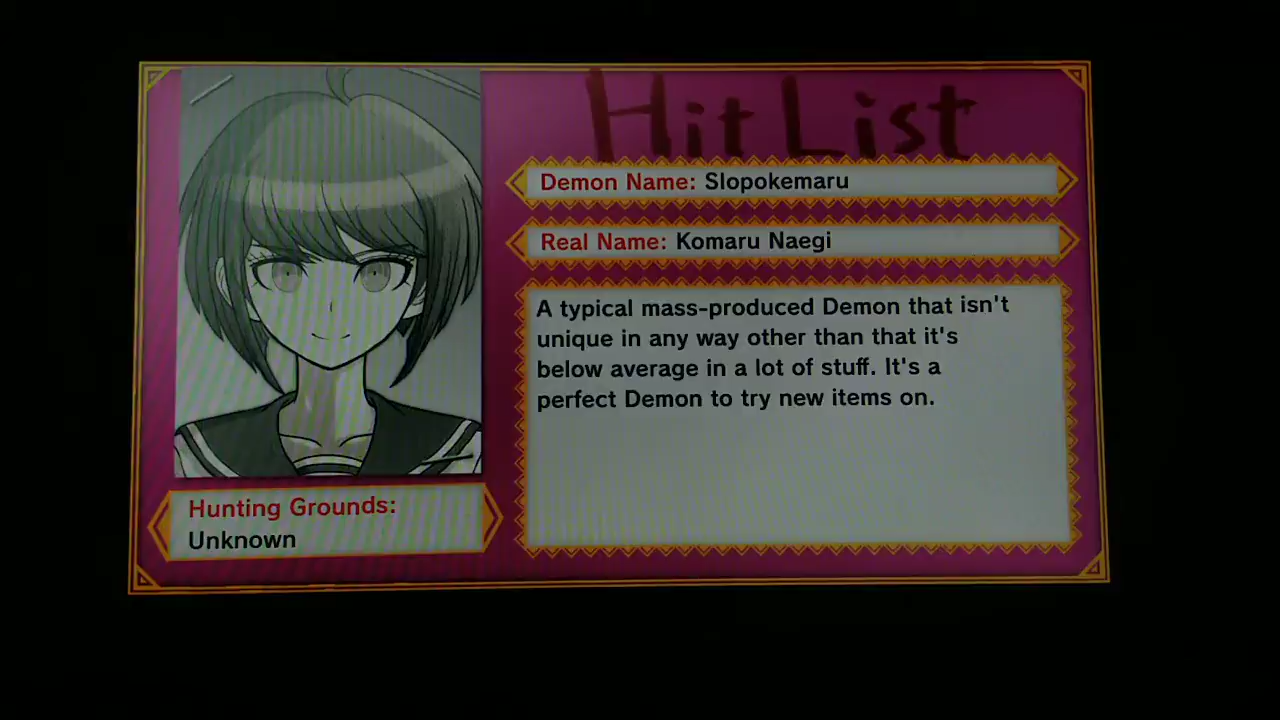 Hit List
Demon Name: Slopokemaru
Real Name: Komaru Naegi
A typical mass-produced Demon that isn't
unique in any way other than that it's
below average in a lot of stuff. It's a
perfect Demon to try new items on.
Hunting Grounds:
Unknown